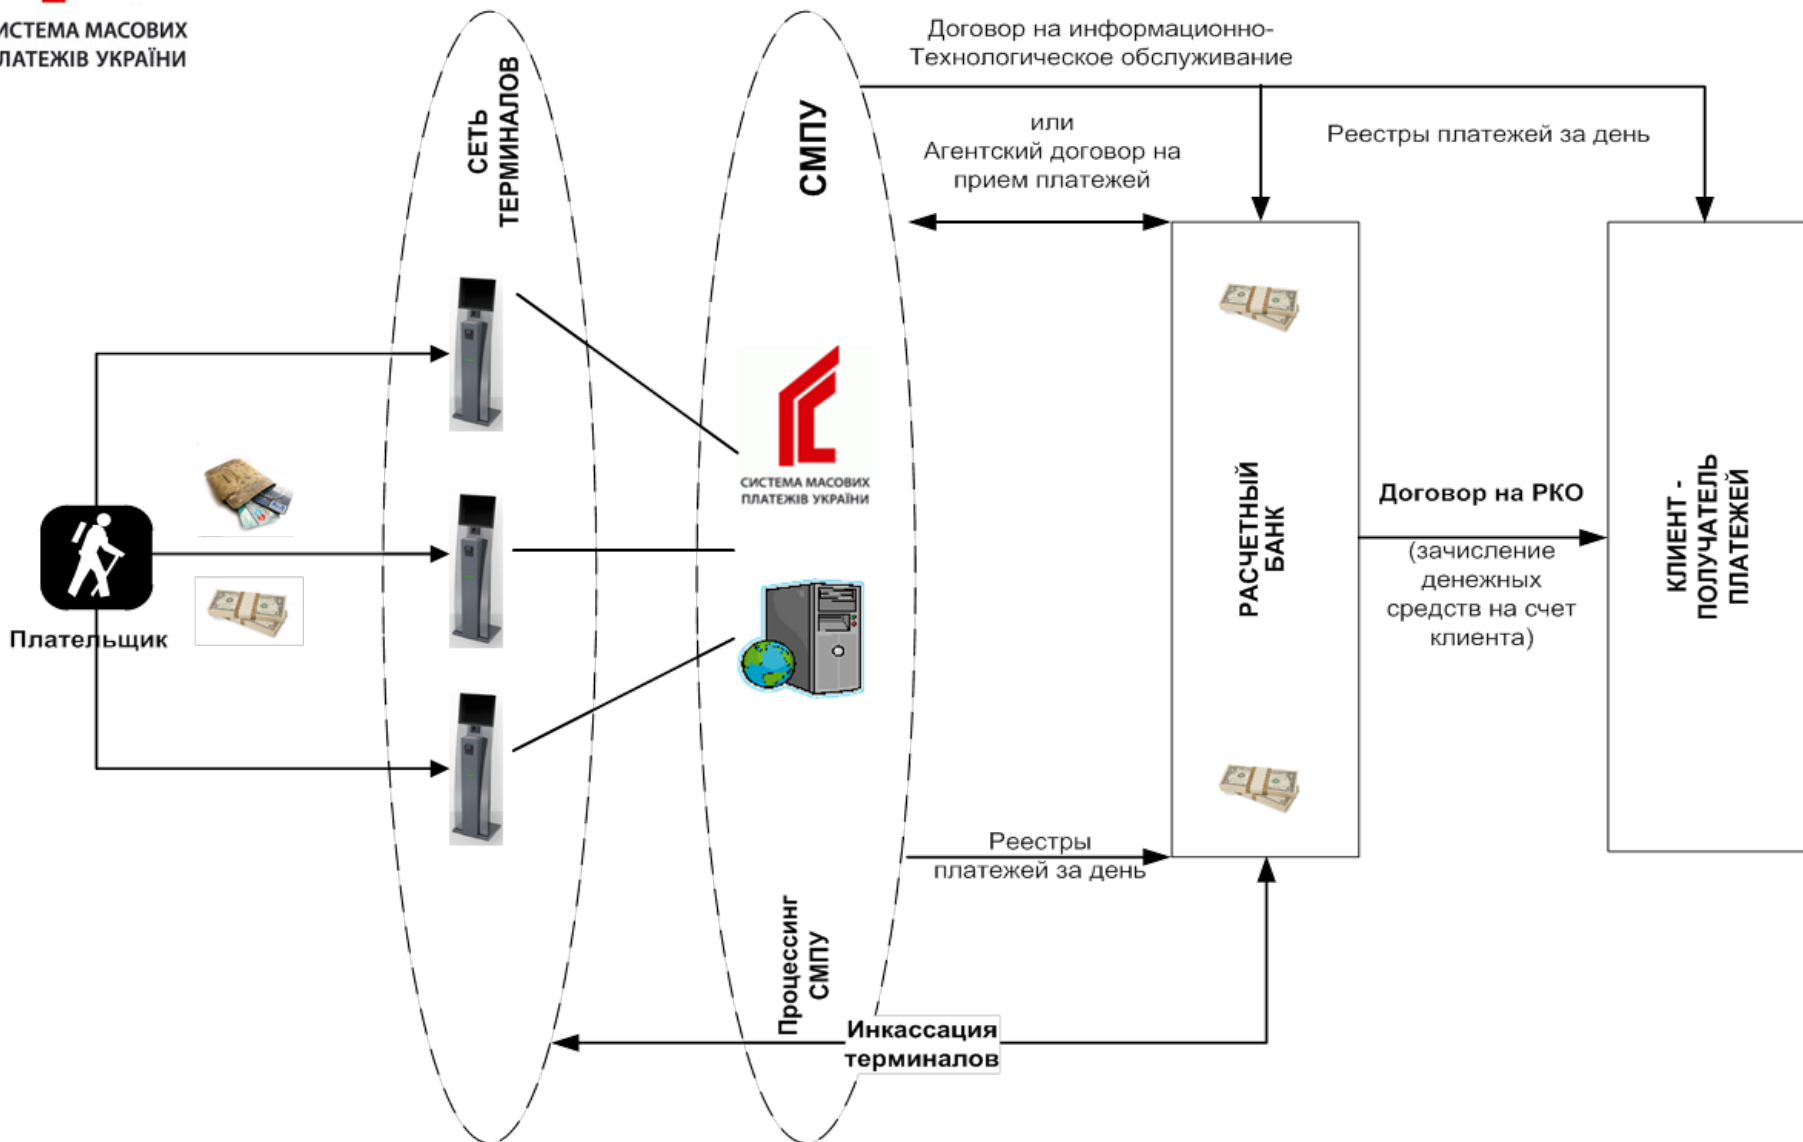 ИСТЕМА МАСОВИХ
ЛАТЕЖІВ УКРАЇНИ
СЕТЬ
ТЕРМИНАЛОВ
СМПУ
Договор на информационно-
Технологическое обслуживание
или
Агентский договор на
прием платежей
Реестры платежей за день
СИСТЕМА МАСОВИХ
ПЛАТЕЖІВ УКРАЇНИ
Плательщик
РАСЧЕТНЫЙ
БАНК
Договор на РКО
(зачисление
денежных
средств на счет
клиента)
КЛИЕНТ -
ПОЛУЧАТЕЛЬ
ПЛАТЕЖЕЙ
Реестры
платежей за день
Процессинг
СМПУ
Инкассация
терминалов